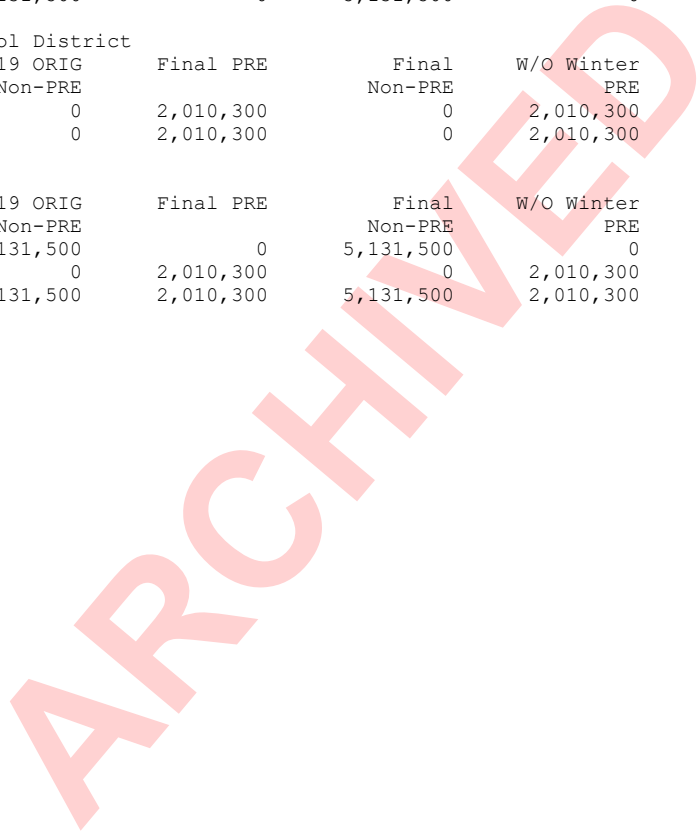 ol District
19 ORIG Final PRE Final W/O Winter
Non-PRE Non-PRE PRE
0 2,010,300 0 2,010,300
0 2,010,300 0 2,010,300
19 ORIG Final PRE Final W/O Winter
Non-PRE Non-PRE PRE
131,500 0 5,131,500 0
0 2,010,300 0 2,010,300
131,500 2,010,300 5,131,500 2,010,300
ARCHIVED